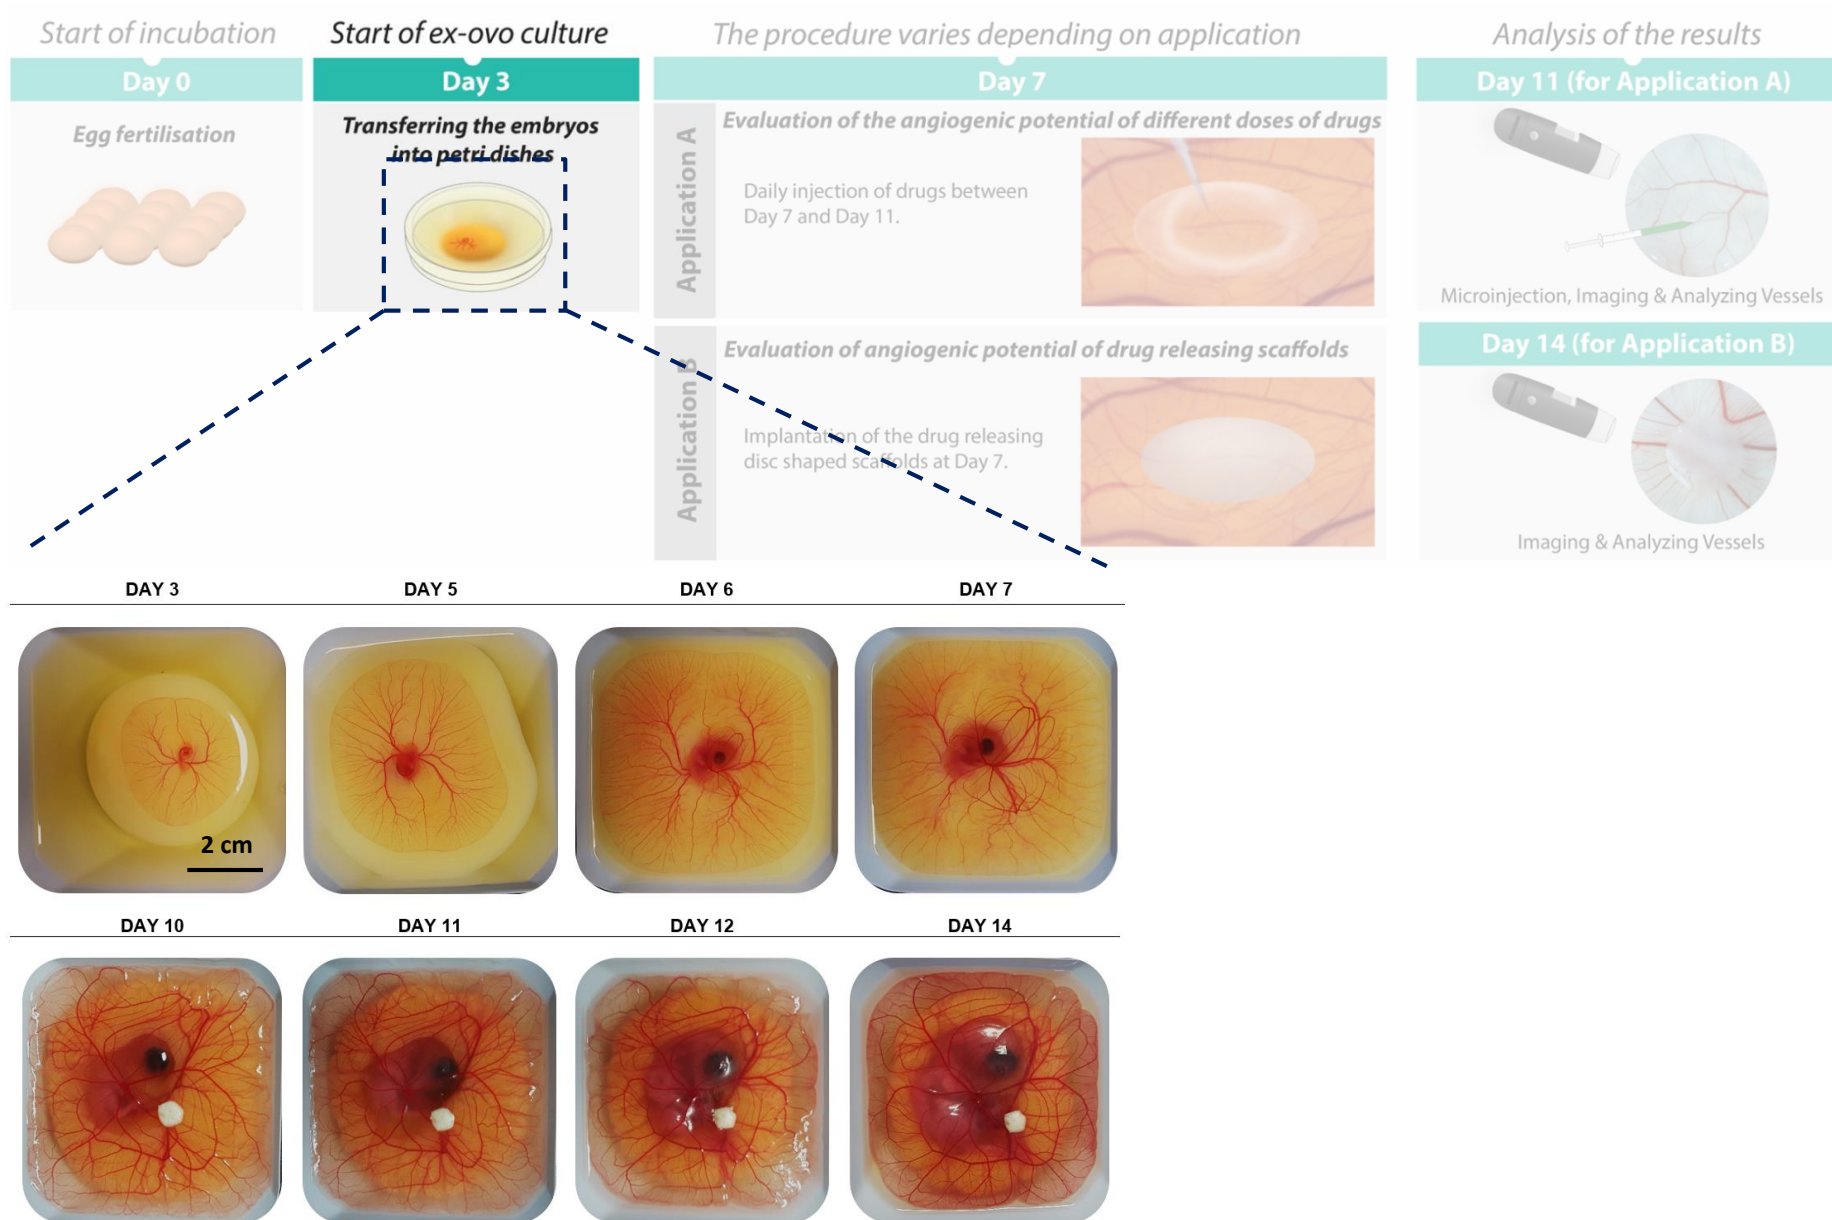 Start of incubation
Day 0
Egg fertilisation
Start of ex-ovo culture
Day 3
Transferring the embryos
into petri dishes
The procedure varies depending on application
Day 7
Application A
Evaluation of the angiogenic potential of different doses of drugs
Daily injection of drugs between
Day 7 and Day 11.
Application B
Evaluation of angiogenic potential of drug releasing scaffolds
Implantation of the drug releasing
disc shaped scaffolds at Day 7.
Analysis of the results
Day 11 (for Application A)
Microinjection, Imaging & Analyzing Vessels
Day 14 (for Application B)
Imaging & Analyzing Vessels
DAY 3
DAY 5
DAY 6
DAY 7
2 cm
DAY 10
DAY 11
DAY 12
DAY 14